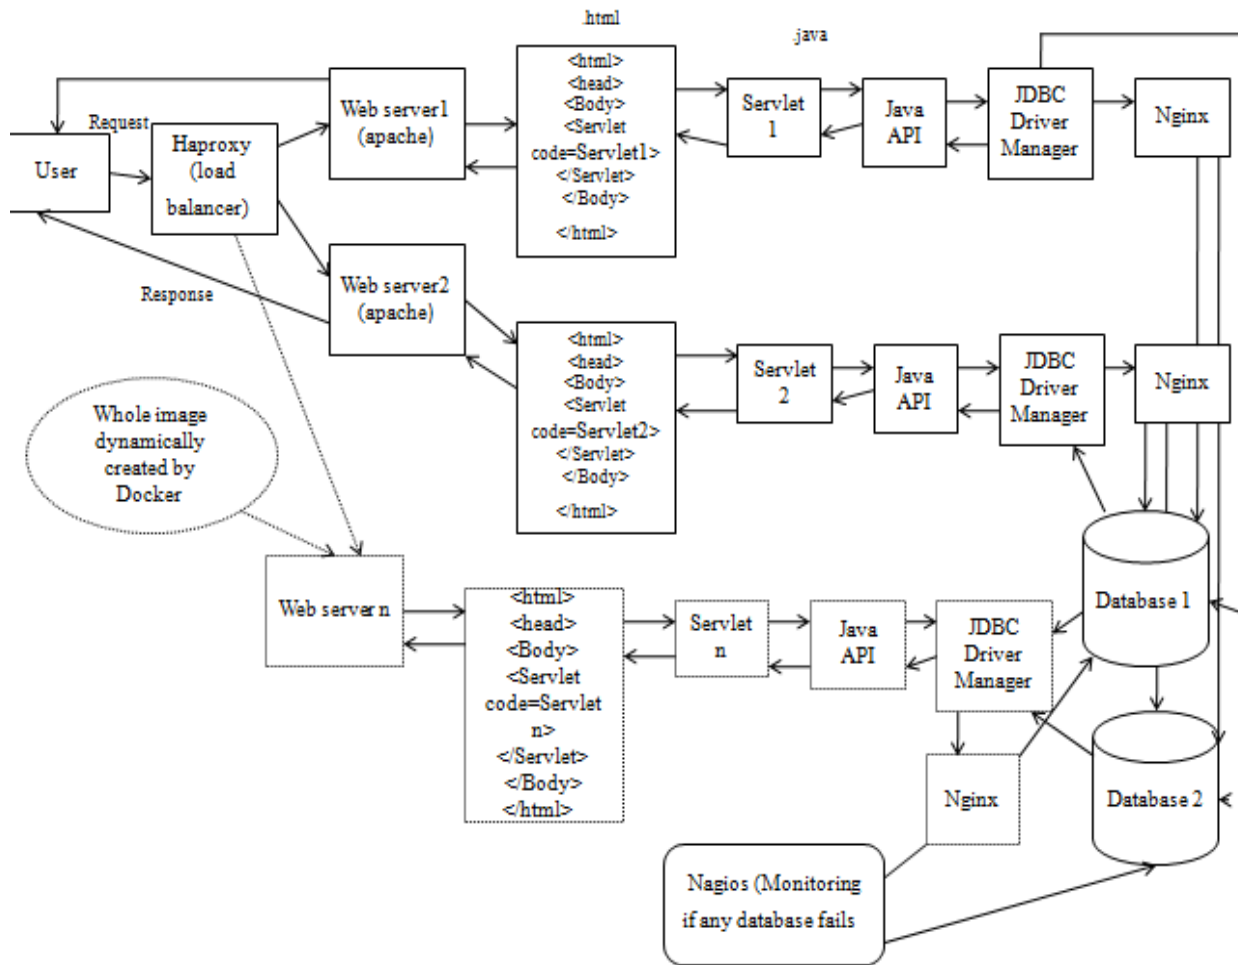 .html
.java
Request
User
Haproxy
(load
balancer)
Web server1
(apache)
<html>
<head>
<Body>
<Servlet
code=Servlet1>
</Servlet>
</Body>
</html>
Servlet
1
Java
API
JDBC
Driver
Manager
Nginx
Response
Web server2
(apache)
<html>
<head>
<Body>
<Servlet
code=Servlet2>
</Servlet>
</Body>
</html>
Servlet
2
Java
API
JDBC
Driver
Manager
Nginx
Whole image
dynamically
created by
Docker
Web server n
<html>
<head>
<Body>
<Servlet
code=Servlet
n>
</Servlet>
</Body>
</html>
Servlet
n
Java
API
JDBC
Driver
Manager
Database 1
Nginx
Database 2
Nagios (Monitoring
if any database fails